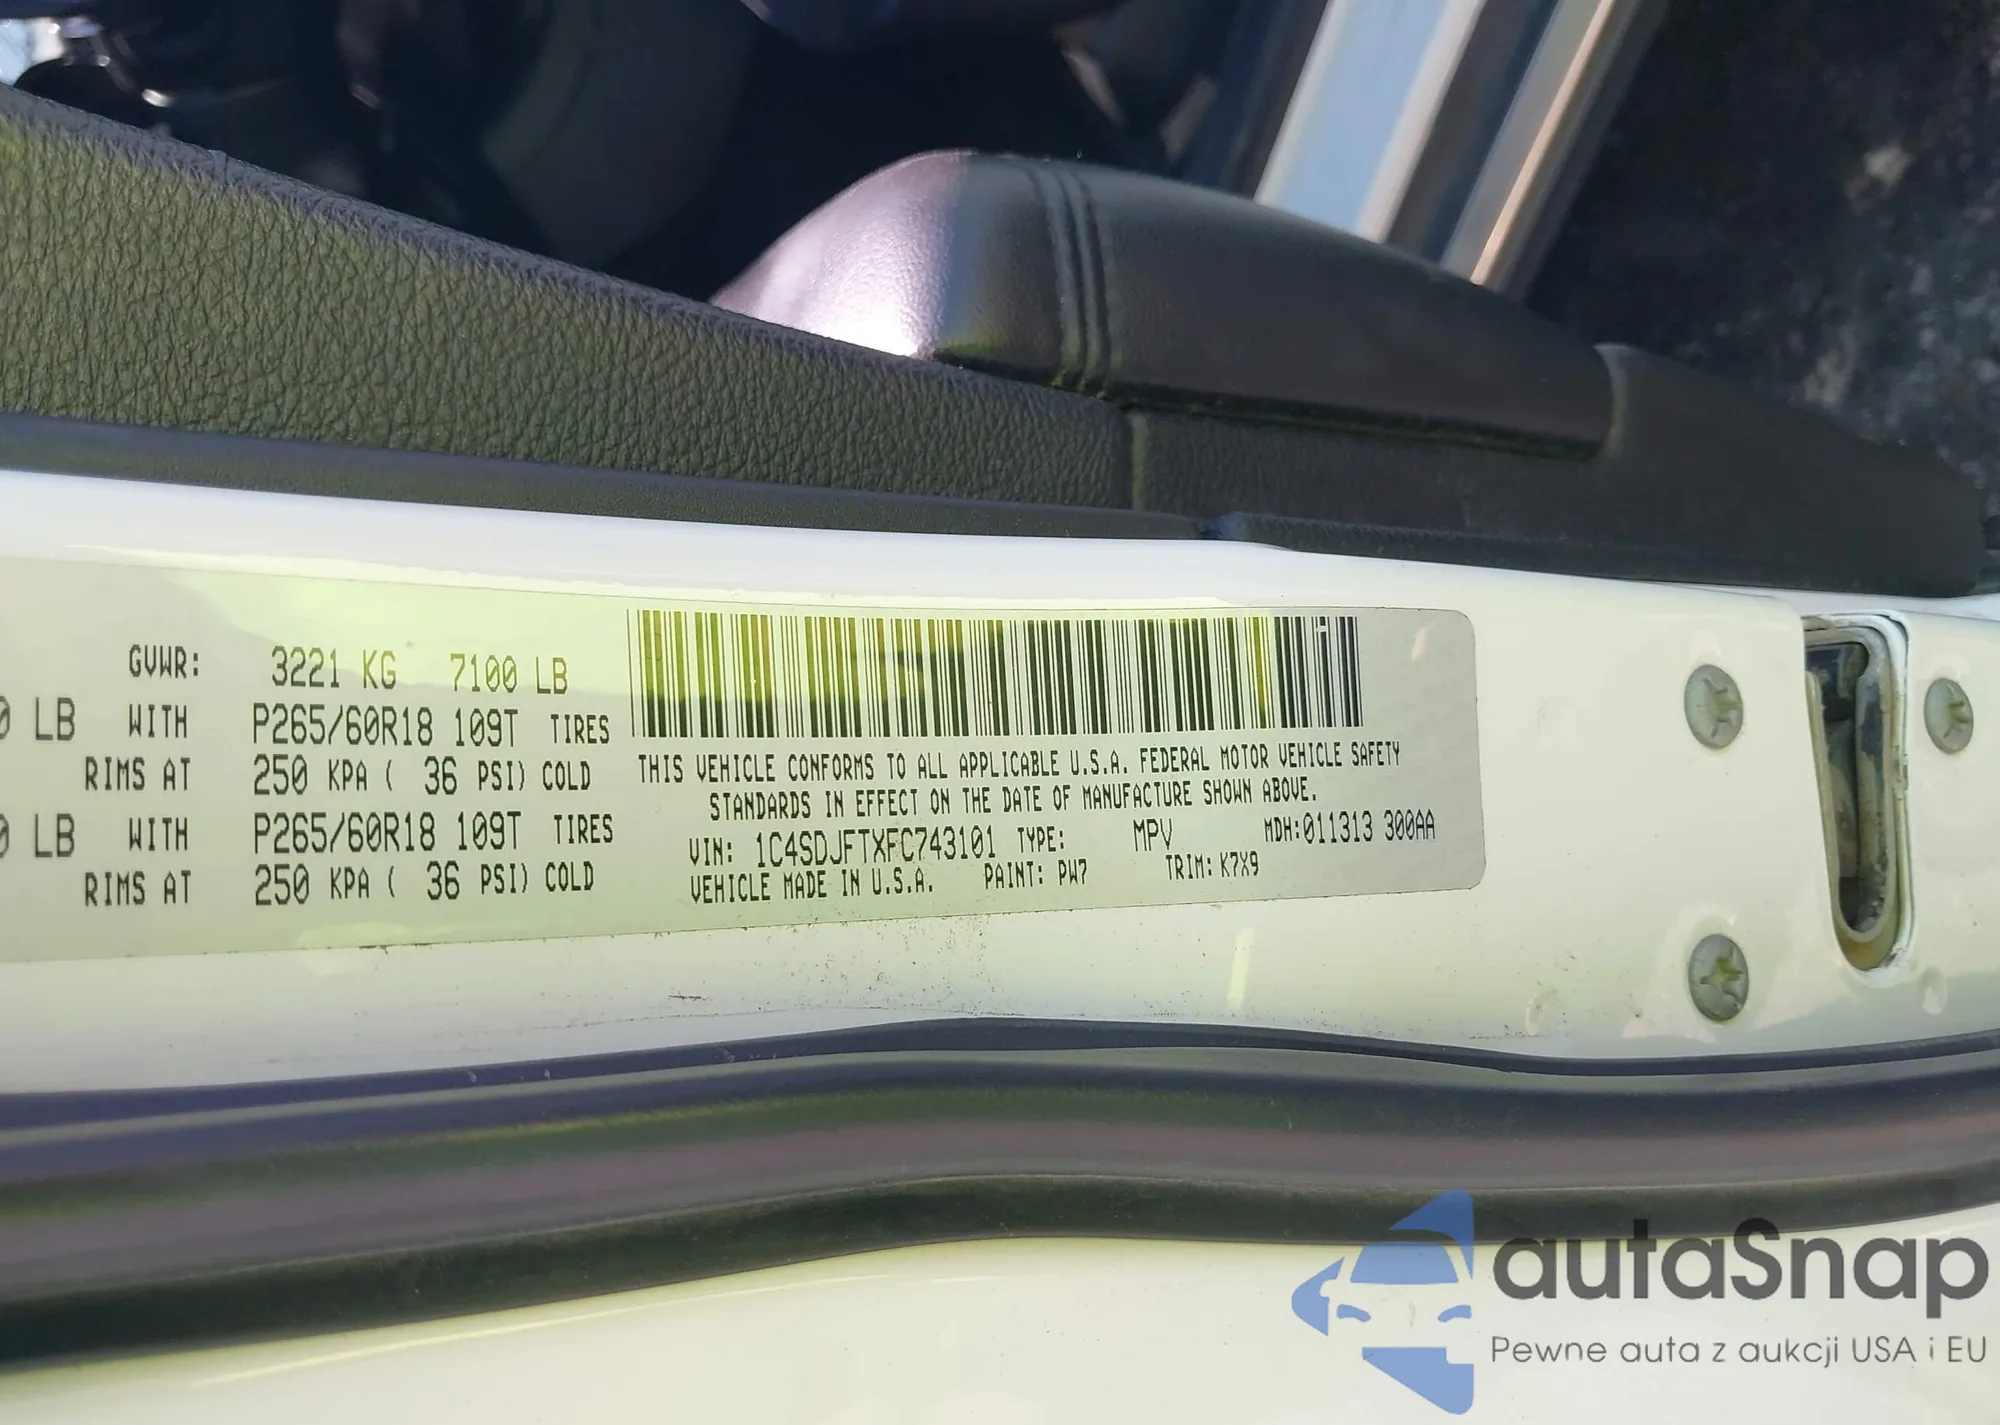 GVWR: 3221 KG 7100 LB
LB WITH P265/60R18 109T TIRES
RIMS AT 250 KPA ( 36 PSI) COLD
LB WITH P265/60R18 109T TIRES
RIMS AT 250 KPA ( 36 PSI) COLD
THIS VEHICLE CONFORMS TO ALL APPLICABLE U.S.A. FEDERAL MOTOR VEHICLE SAFETY
STANDARDS IN EFFECT ON THE DATE OF MANUFACTURE SHOWN ABOVE.
VIN: 1C4SDJFTXFC743101 TYPE: MPV MDH:011313 300AA
VEHICLE MADE IN U.S.A. PAINT: PW7 TRIM: K7X9
autaSnap
Pewne auta z aukcji USA i EU